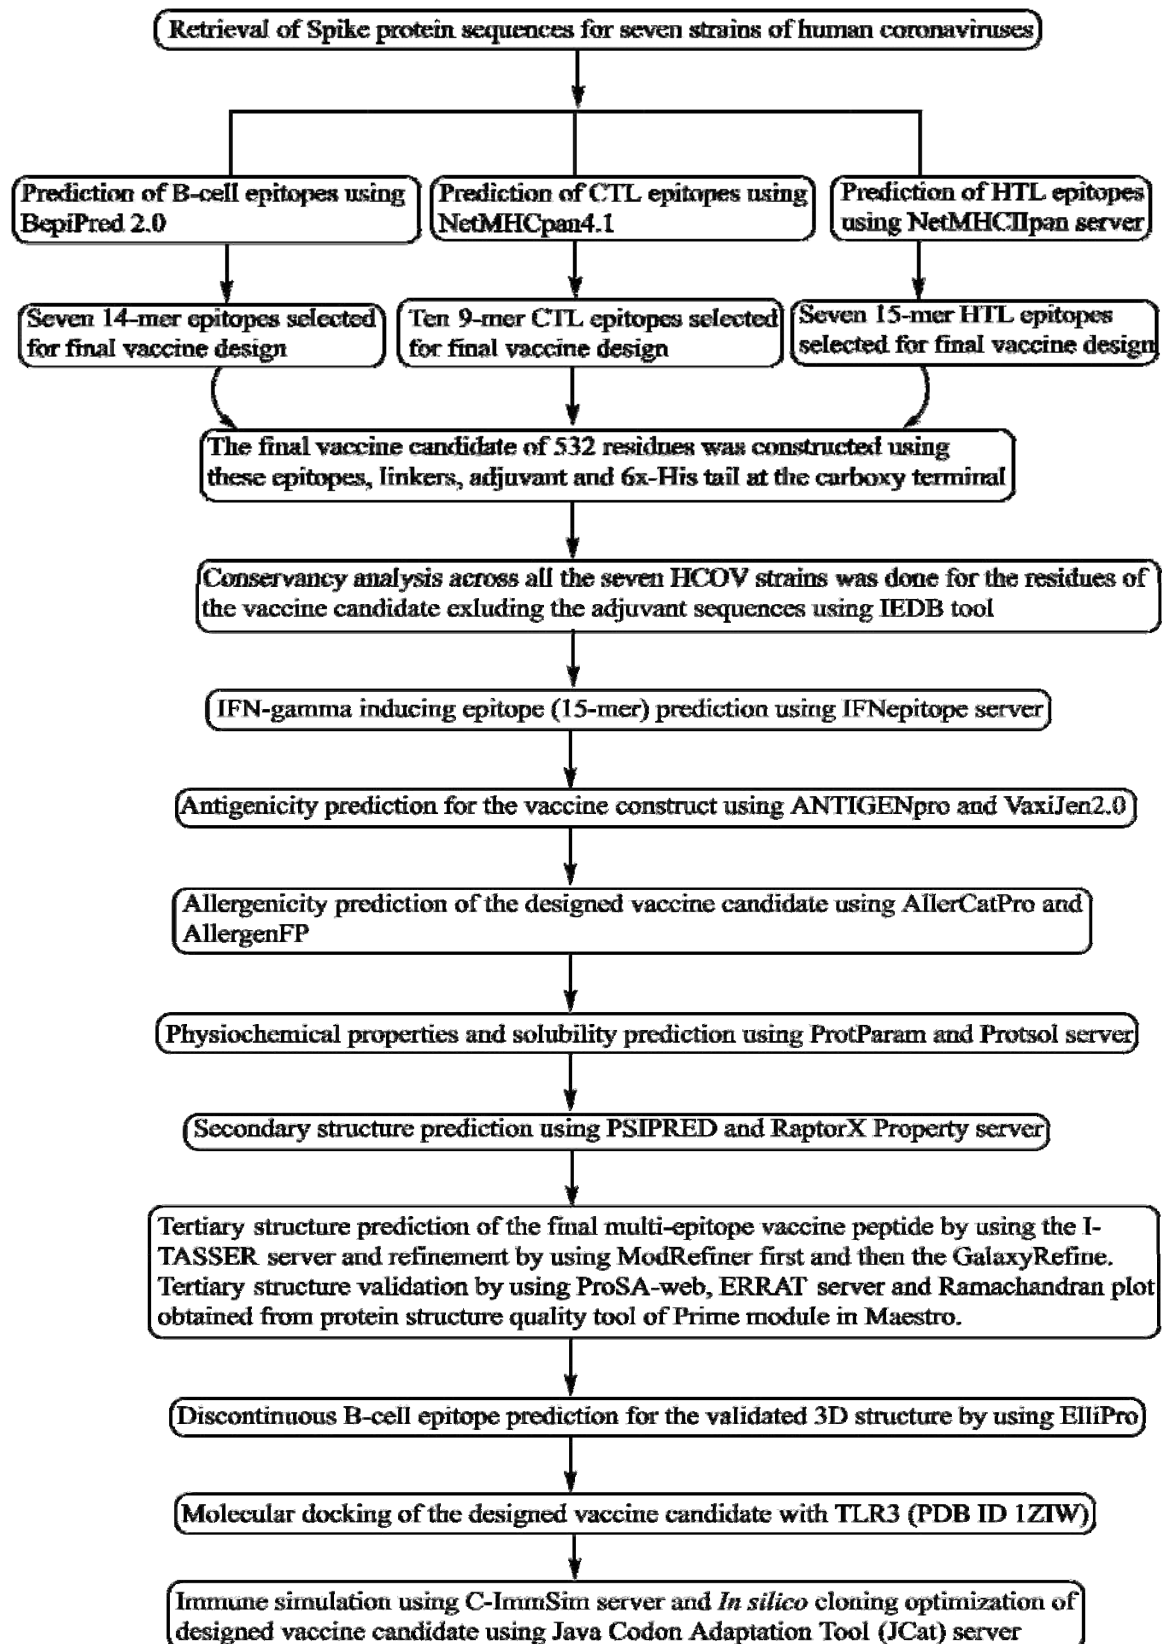 Retrieval of Spike protein sequences for seven strains of human coronaviruses
Prediction of B-cell epitopes using
BepiPred 2.0
Prediction of CTL epitopes using
NetMHCpan4.1
Prediction of HTL epitopes
using NetMHCIIpan server
Seven 14-mer epitopes selected
for final vaccine design
Ten 9-mer CTL epitopes selected
for final vaccine design
Seven 15-mer HTL epitopes
selected for final vaccine design
The final vaccine candidate of 532 residues was constructed using
these epitopes, linkers, adjuvant and 6x-His tail at the carboxy terminal
Conservancy analysis across all the seven HCOV strains was done for the residues of
the vaccine candidate exluding the adjuvant sequences using IEDB tool
IFN-gamma inducing epitope (15-mer) prediction using IFNepitope server
Antigenicity prediction for the vaccine construct using ANTIGENpro and VaxiJen2.0
Allergenicity prediction of the designed vaccine candidate using AllerCatPro and
AllergenFP
Physiochemical properties and solubility prediction using ProtParam and Protsol server
Secondary structure prediction using PSIPRED and RaptorX Property server
Tertiary structure prediction of the final multi-epitope vaccine peptide by using the I-
TASSER server and refinement by using ModRefiner first and then the GalaxyRefine.
Tertiary structure validation by using ProSA-web, ERRAT server and Ramachandran plot
obtained from protein structure quality tool of Prime module in Maestro.
Discontinuous B-cell epitope prediction for the validated 3D structure by using ElliPro
Molecular docking of the designed vaccine candidate with TLR3 (PDB ID 1ZIW)
Immune simulation using C-ImmSim server and In silico cloning optimization of
designed vaccine candidate using Java Codon Adaptation Tool (JCat) server